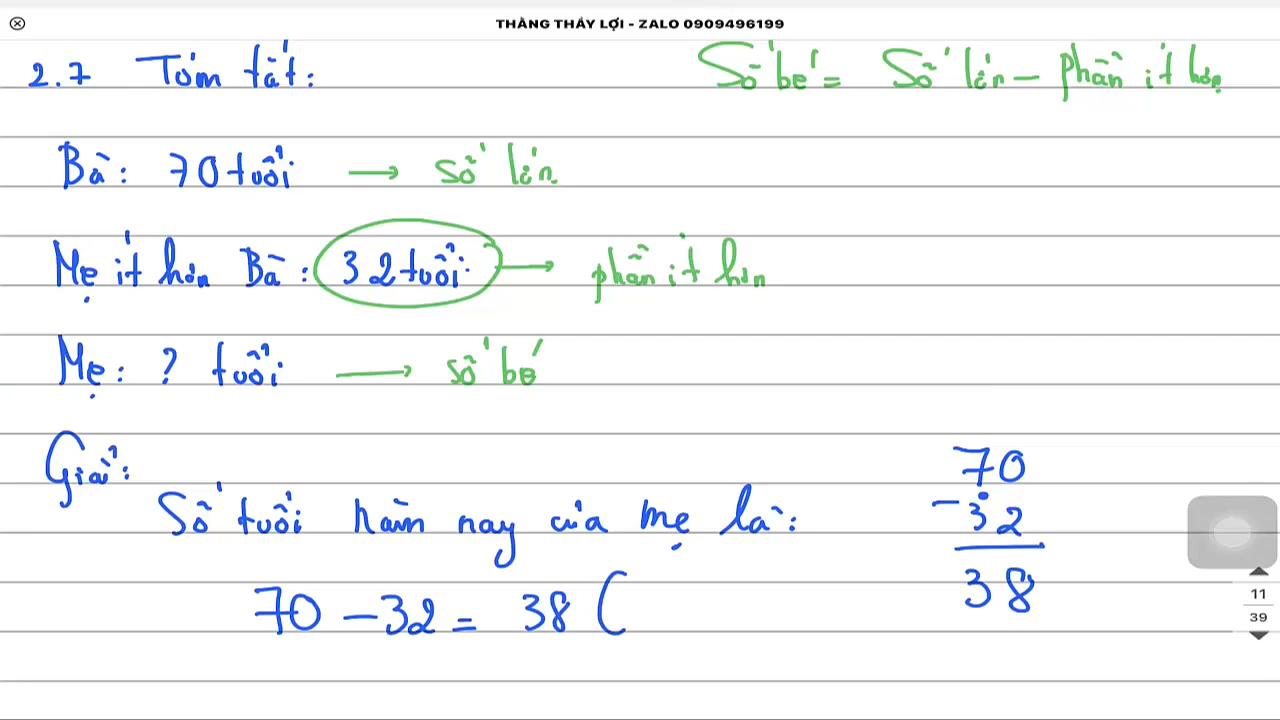 THẦNG THẦY LỢI - ZALO 0909496199
2.7 Tóm tắt:
Số bé = Số lớn - phần ít hơn
Bà: 70 tuổi → số lớn
Mẹ ít hơn Bà: 32 tuổi → phần ít hơn
Mẹ: ? tuổi → số bé
Giải:
Số tuổi năm nay của mẹ là:
70 - 32 = 38 (
70
- 32
38
11
39